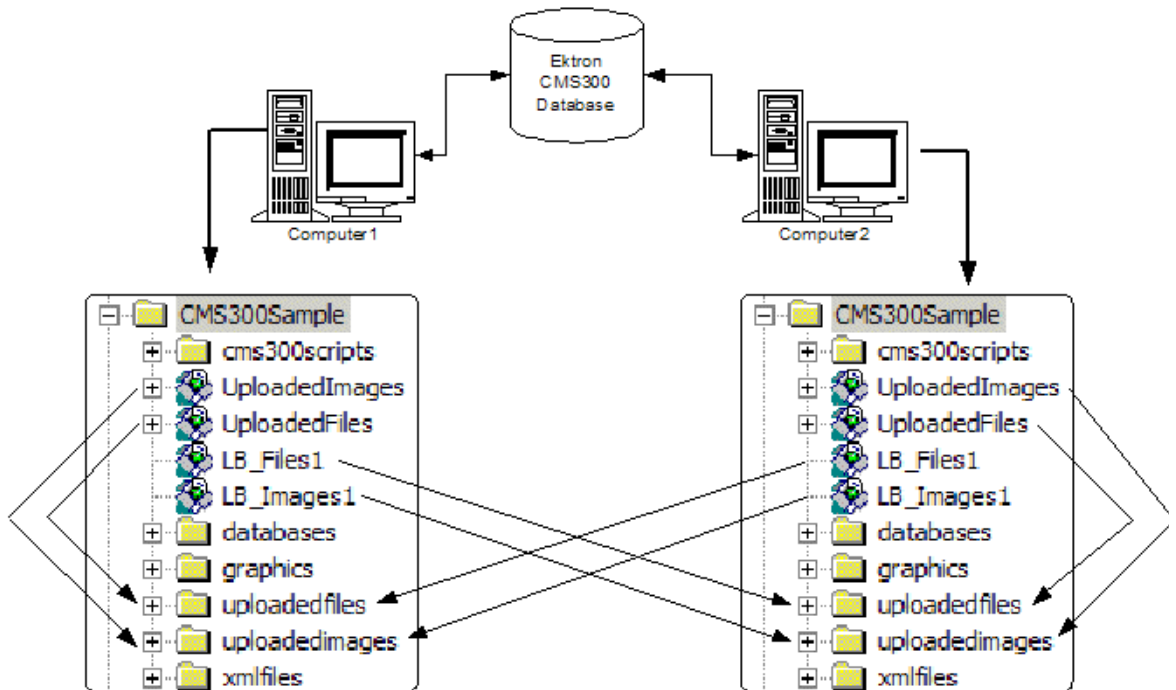 Ektron
CMS300
Database
Computer1
Computer2
CMS300Sample
cms300scripts
UploadedImages
UploadedFiles
LB_Files1
LB_Images1
databases
graphics
uploadedfiles
uploadedimages
xmlfiles
CMS300Sample
cms300scripts
UploadedImages
UploadedFiles
LB_Files1
LB_Images1
databases
graphics
uploadedfiles
uploadedimages
xmlfiles